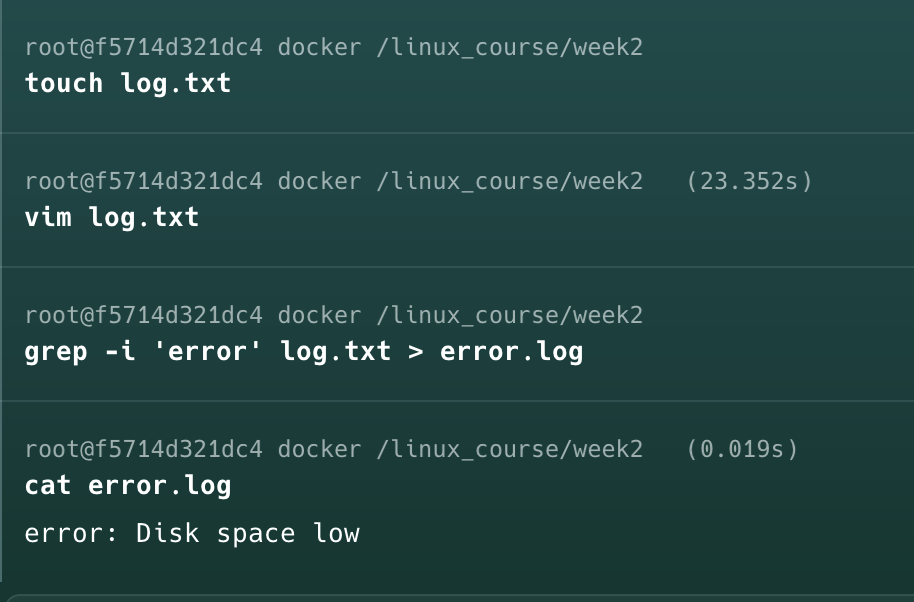 root@f5714d321dc4 docker /linux_course/week2
touch log.txt
root@f5714d321dc4 docker /linux_course/week2 (23.352s)
vim log.txt
root@f5714d321dc4 docker /linux_course/week2
grep -i 'error' log.txt > error.log
root@f5714d321dc4 docker /linux_course/week2 (0.019s)
cat error.log
error: Disk space low